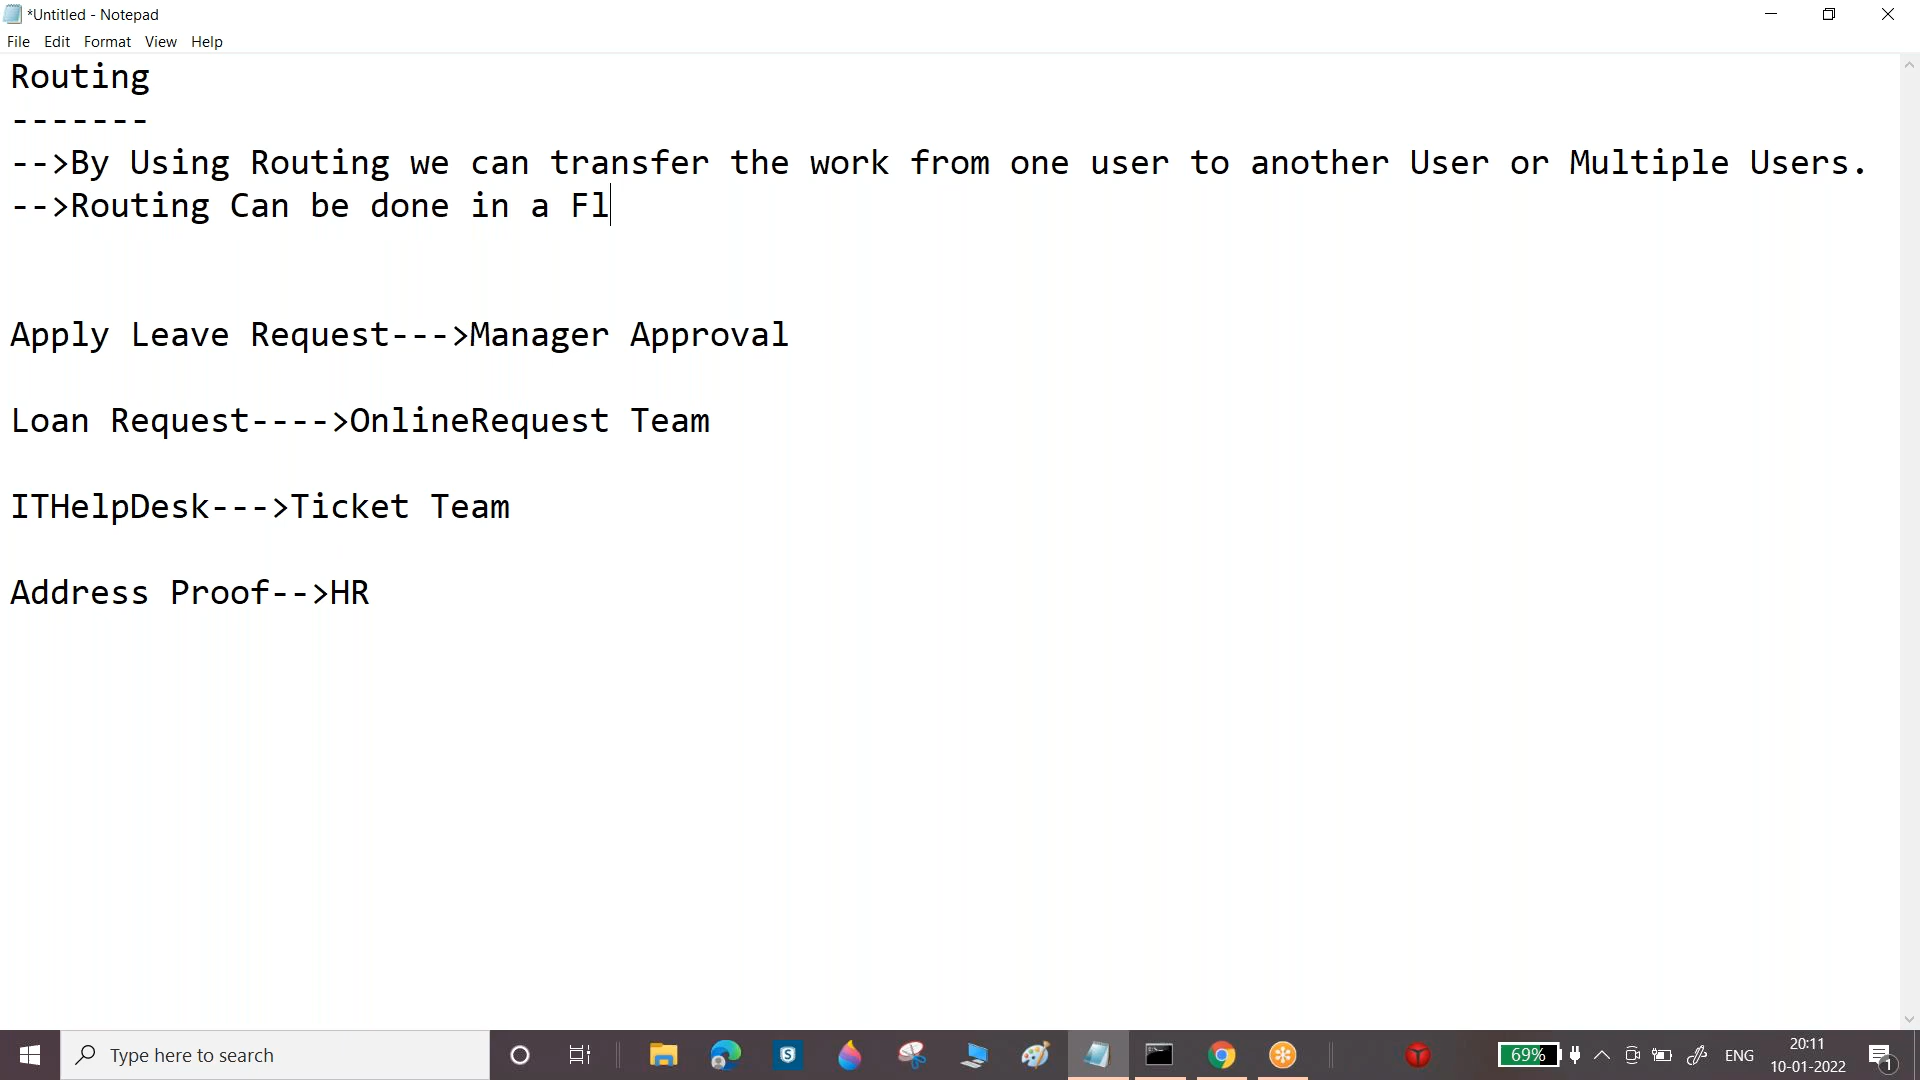 *Untitled - Notepad
File Edit Format View Help
Routing
-------
-->By Using Routing we can transfer the work from one user to another User or Multiple Users.
-->Routing Can be done in a Fl
Apply Leave Request--->Manager Approval
Loan Request---->OnlineRequest Team
ITHelpDesk--->Ticket Team
Address Proof-->HR
Type here to search
69%
ENG
20:11
10-01-2022
1